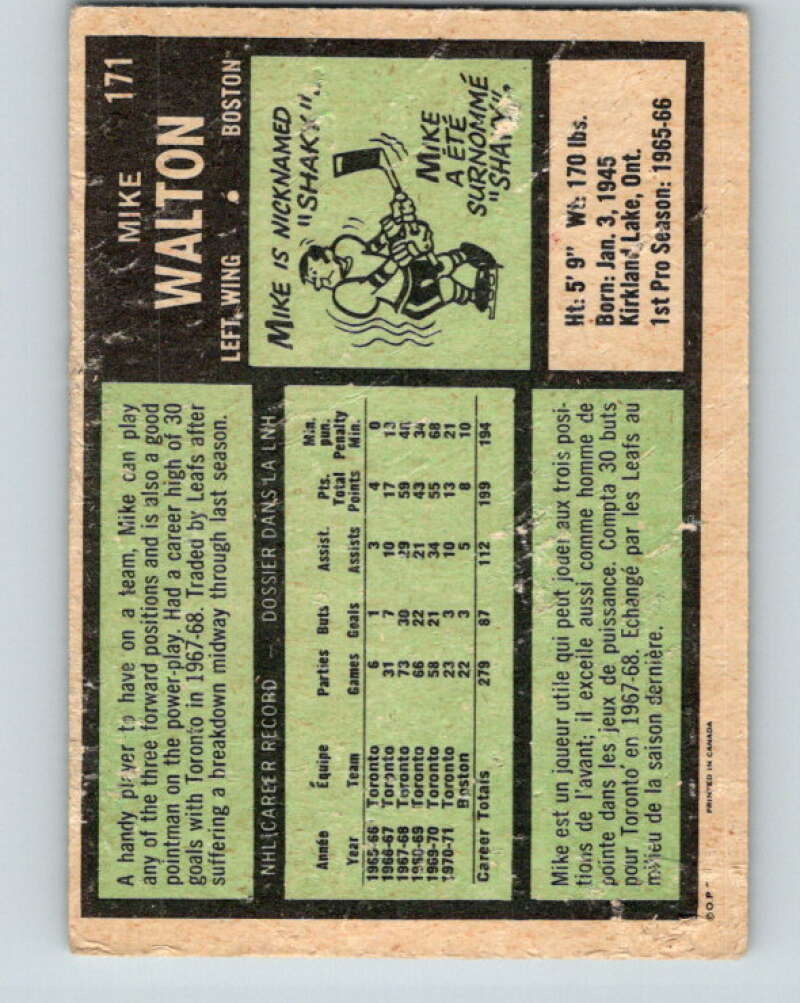 171
MIKE
WALTON
LEFT WING • BOSTON
MIKE IS NICKNAMED
"SHAKY".
MIKE
A ÉTÉ
SURNOMMÉ
"SHAKY".
Ht: 5' 9" Wt: 170 lbs.
Born: Jan. 3, 1945
Kirkland Lake, Ont.
1st Pro Season: 1965-66
A handy player to have on a team, Mike can play
any of the three forward positions and is also a good
pointman on the power-play. Had a career high of 30
goals with Toronto in 1967-68. Traded by Leafs after
suffering a breakdown midway through last season.
NHL CAREER RECORD — DOSSIER DANS LA LNH
Année Équipe Parties Buts Assist. Pts. Total Min. pun.
Year Team Games Goals Assists Points Penalty Min.
1965-66 Toronto 6 1 3 4 0
1966-67 Toronto 31 7 10 17 13
1967-68 Toronto 73 30 29 59 48
1968-69 Toronto 66 22 21 43 34
1969-70 Toronto 58 21 34 55 68
1970-71 Toronto 23 3 10 13 21
Boston 22 3 5 8 10
Career Totals 279 87 112 199 194
Mike est un joueur utile qui peut jouer aux trois posi-
tions de l'avant; il excelle aussi comme homme de
pointe dans les jeux de puissance. Compta 30 buts
pour Toronto en 1967-68. Echangé par les Leafs au
milieu de la saison dernière.
© O.P.
PRINTED IN CANADA